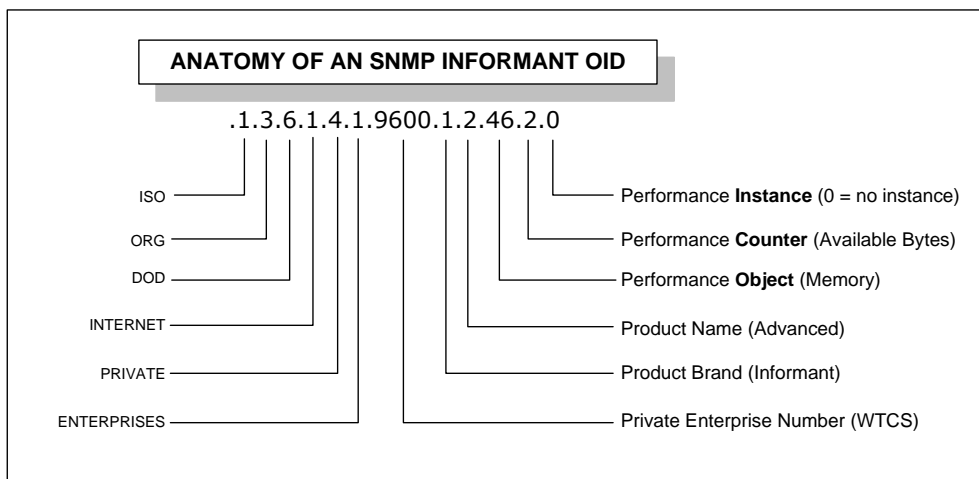 ANATOMY OF AN SNMP INFORMANT OID
.1.3.6.1.4.1.9600.1.2.46.2.0
ISO
ORG
DOD
INTERNET
PRIVATE
ENTERPRISES
Performance Instance (0 = no instance)
Performance Counter (Available Bytes)
Performance Object (Memory)
Product Name (Advanced)
Product Brand (Informant)
Private Enterprise Number (WTCS)